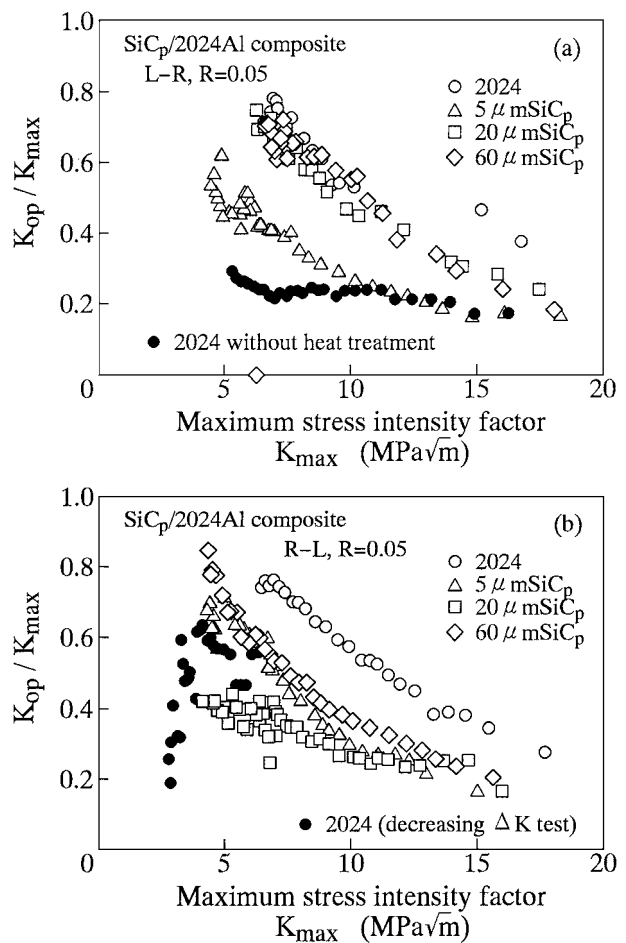 1.0
SiCp/2024Al composite
(a)
L−R, R=0.05
0.8
2024
5 μ mSiCp
20 μ mSiCp
60 μ mSiCp
0.6
0.4
0.2
2024 without heat treatment
0
5
10
15
20
Kop / Kmax
Maximum stress intensity factor
Kmax (MPa√m)
1.0
SiCp/2024Al composite
(b)
R−L, R=0.05
0.8
2024
5 μ mSiCp
20 μ mSiCp
60 μ mSiCp
0.6
0.4
0.2
2024 (decreasing ΔK test)
0
5
10
15
20
Kop / Kmax
Maximum stress intensity factor
Kmax (MPa√m)